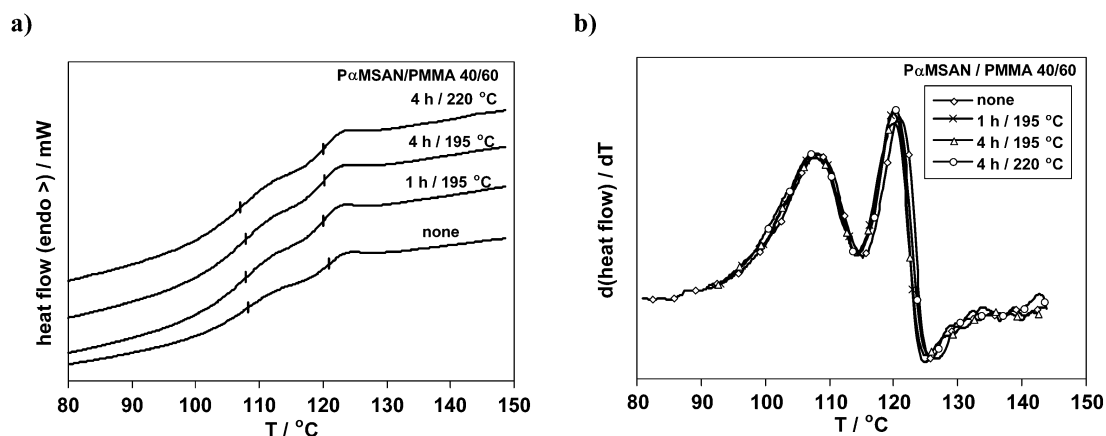 a)
PαMSAN/PMMA 40/60
4 h / 220 °C
4 h / 195 °C
1 h / 195 °C
none
heat flow (endo >) / mW
80 90 100 110 120 130 140 150
T / °C
b)
PαMSAN / PMMA 40/60
none
1 h / 195 °C
4 h / 195 °C
4 h / 220 °C
d(heat flow) / dT
80 90 100 110 120 130 140 150
T / °C